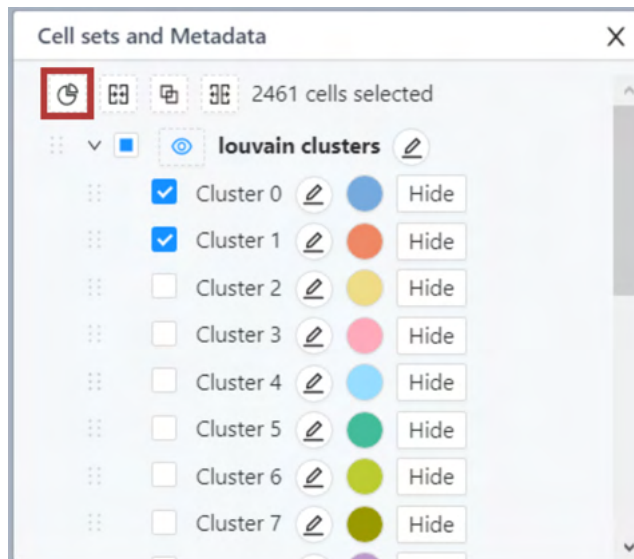 Cell sets and Metadata
2461 cells selected
louvain clusters
Cluster 0 Hide
Cluster 1 Hide
Cluster 2 Hide
Cluster 3 Hide
Cluster 4 Hide
Cluster 5 Hide
Cluster 6 Hide
Cluster 7 Hide